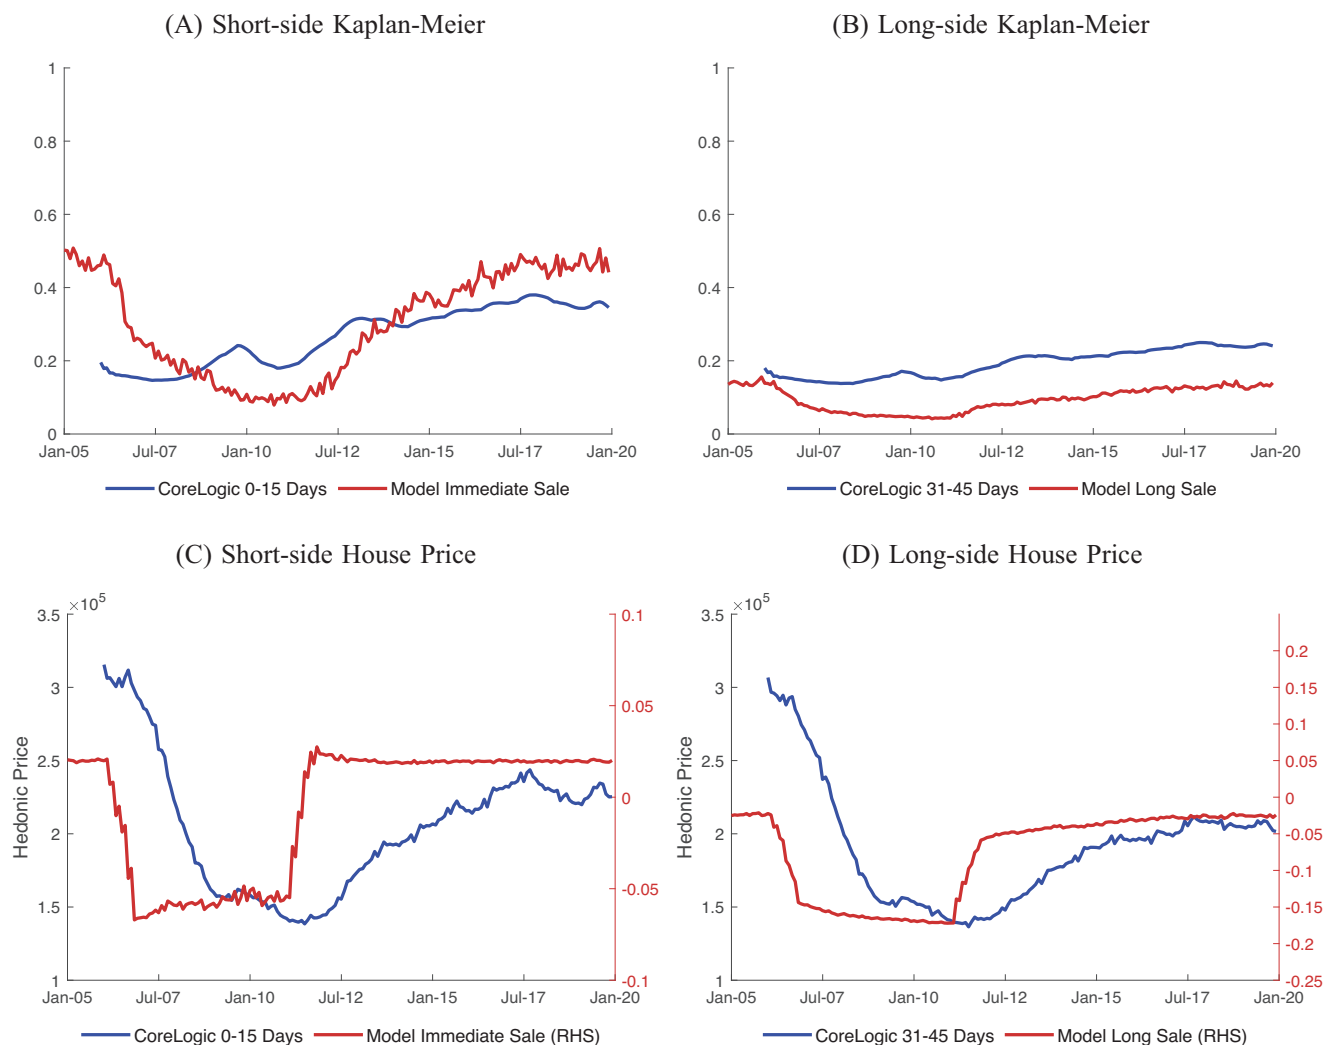 (A) Short-side Kaplan-Meier
(B) Long-side Kaplan-Meier
1
0.8
0.6
0.4
0.2
0
Jan-05 Jul-07 Jan-10 Jul-12 Jan-15 Jul-17 Jan-20
CoreLogic 0-15 Days Model Immediate Sale
1
0.8
0.6
0.4
0.2
0
Jan-05 Jul-07 Jan-10 Jul-12 Jan-15 Jul-17 Jan-20
CoreLogic 31-45 Days Model Long Sale
(C) Short-side House Price
(D) Long-side House Price
×10^5
3.5
3
2.5
2
1.5
1
Hedonic Price
0.1
0.05
0
-0.05
-0.1
Jan-05 Jul-07 Jan-10 Jul-12 Jan-15 Jul-17 Jan-20
CoreLogic 0-15 Days Model Immediate Sale (RHS)
×10^5
3.5
3
2.5
2
1.5
1
Hedonic Price
0.2
0.15
0.1
0.05
0
-0.05
-0.1
-0.15
-0.2
-0.25
Jan-05 Jul-07 Jan-10 Jul-12 Jan-15 Jul-17 Jan-20
CoreLogic 31-45 Days Model Long Sale (RHS)